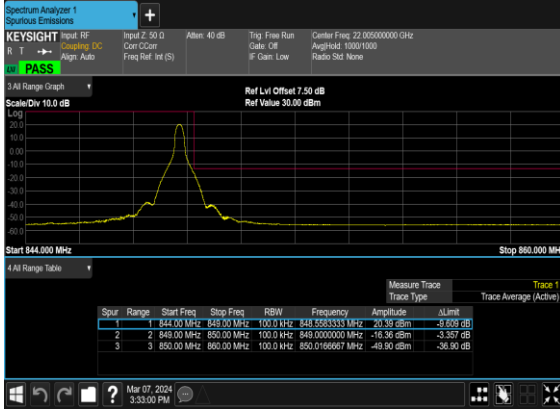 Spectrum Analyzer 1
Spurious Emissions
KEYSIGHT Input: RF Input Z: 50 Ω Atten: 40 dB Trig: Free Run Center Freq: 22.005000000 GHz
R T Coupling: DC Corr CCorr Gate: Off Avg|Hold: 1000/1000
Align: Auto Freq Ref: Int (S) IF Gain: Low Radio Std: None
PASS
3 All Range Graph
Ref Lvl Offset 7.50 dB
Scale/Div 10.0 dB Ref Value 30.00 dBm
Log
20.0
10.0
0.00
-10.0
-20.0
-30.0
-40.0
-50.0
-60.0
Start 844.000 MHz Stop 860.000 MH
4 All Range Table
Measure Trace Trace 1
Trace Type Trace Average (Active)
Spur Range Start Freq Stop Freq RBW Frequency Amplitude ΔLimit
1 1 844.00 MHz 849.00 MHz 100.0 kHz 848.5583333 MHz 20.39 dBm -9.609 dB
2 2 849.00 MHz 850.00 MHz 100.0 kHz 849.0000000 MHz -16.36 dBm -3.357 dB
3 3 850.00 MHz 860.00 MHz 100.0 kHz 850.0166667 MHz -49.90 dBm -36.90 dB
Mar 07, 2024
3:33:00 PM